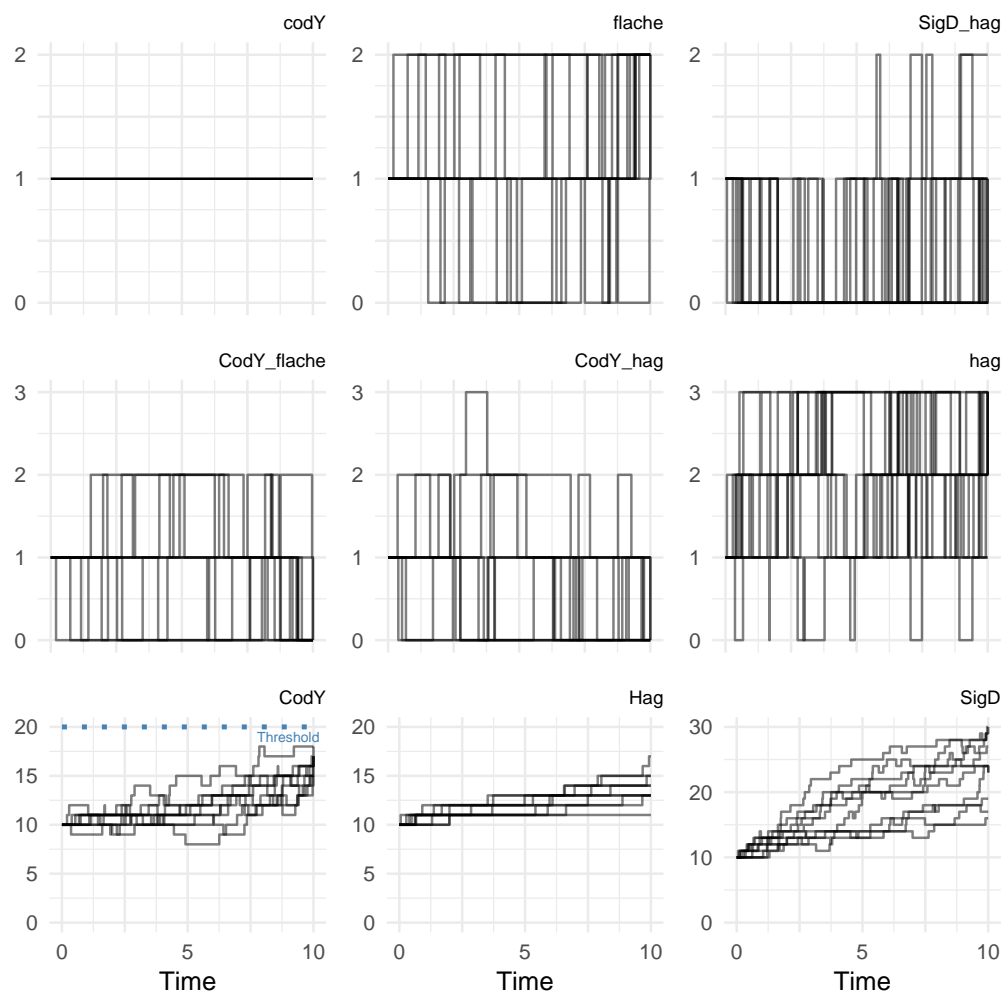 codY flache SigD_hag
2 2 2
1 1 1
0 0 0
CodY_flache CodY_hag hag
3 3 3
2 2 2
1 1 1
0 0 0
CodY Hag SigD
20 20 30
Threshold
15 15 20
10 10 10
5 5
0 0 0
0 5 10 0 5 10 0 5 10
Time Time Time